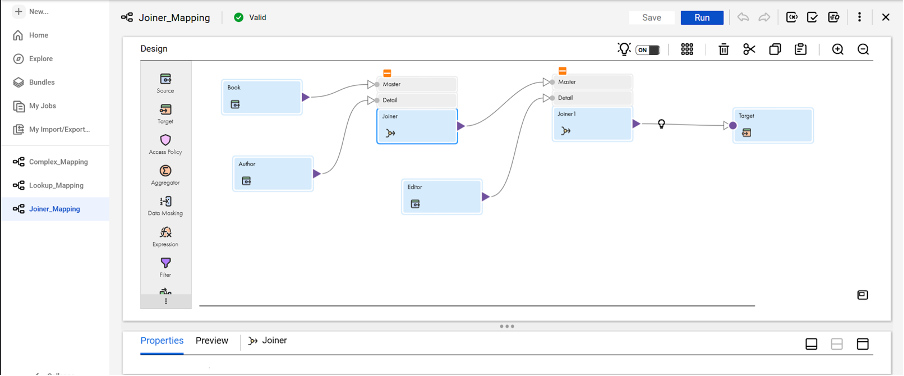 New...
Home
Explore
Bundles
My Jobs
My Import/Export...
Complex_Mapping
Lookup_Mapping
Joiner_Mapping
Joiner_Mapping
Valid
Save
Run
Design
ON
Source
Target
Access Policy
Aggregator
Data Masking
Expression
Filter
Book
Author
Master
Detail
Joiner
Editor
Master
Detail
Joiner1
Target
Properties
Preview
Joiner